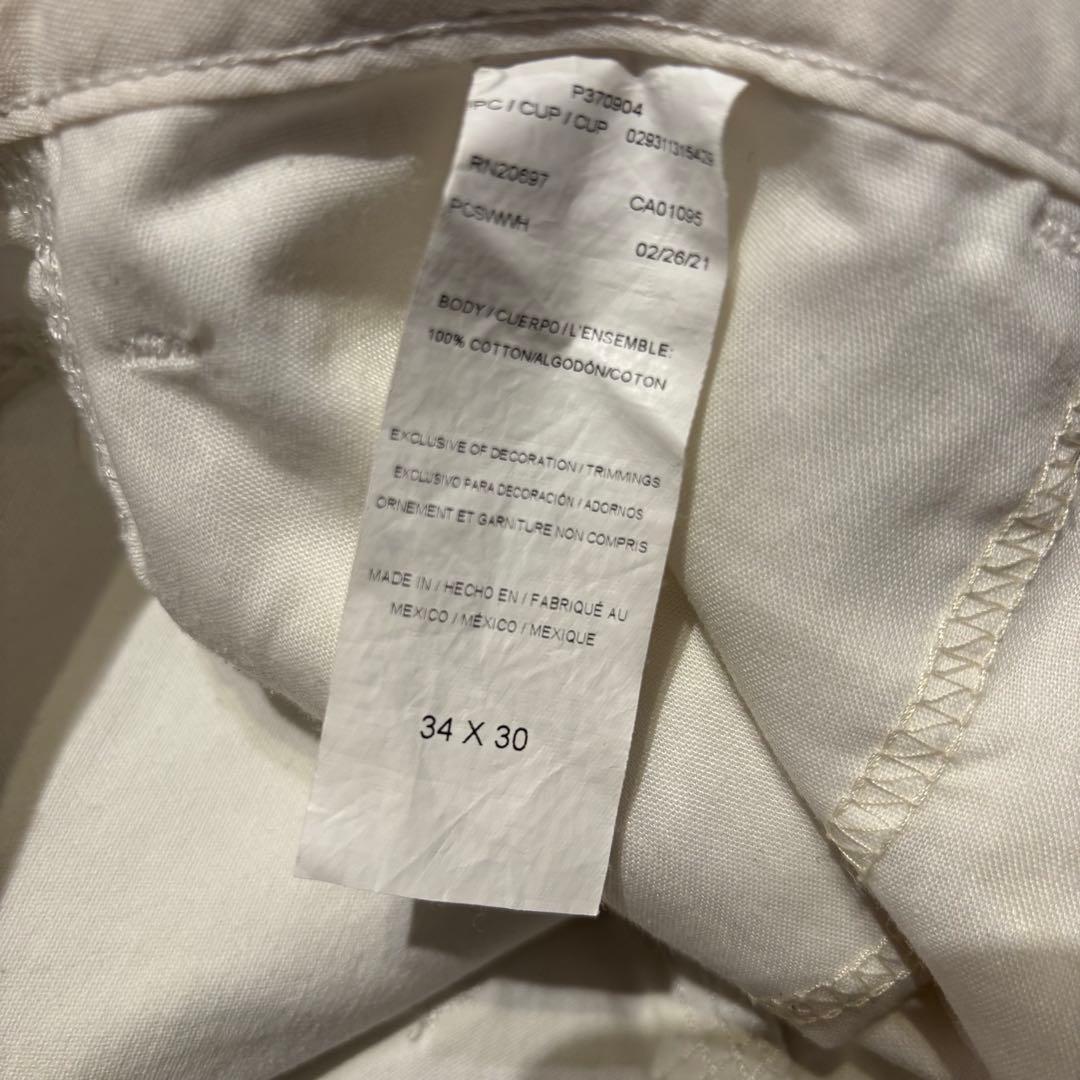 P370904
UPC / CUP / CUP 029311315429
RN20697 CA01095
PCSWWH 02/26/21
BODY / CUERPO / L'ENSEMBLE:
100% COTTON/ALGODÓN/COTON
EXCLUSIVE OF DECORATION / TRIMMINGS
EXCLUSIVO PARA DECORACIÓN / ADORNOS
ORNEMENT ET GARNITURE NON COMPRIS
MADE IN / HECHO EN / FABRIQUÉ AU
MEXICO / MÉXICO / MEXIQUE
34 X 30